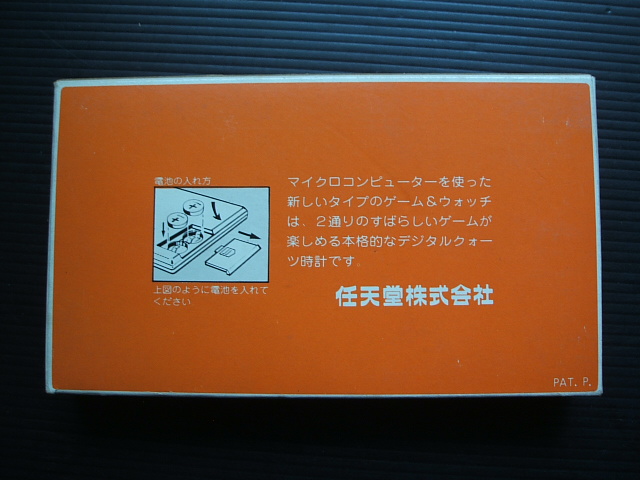 電池の入れ方
上図のように電池を入れて
ください
マイクロコンピューターを使った
新しいタイプのゲーム＆ウォッチ
は、2通りのすばらしいゲームが
楽しめる本格的なデジタルクォー
ツ時計です。
任天堂株式会社
PAT. P.